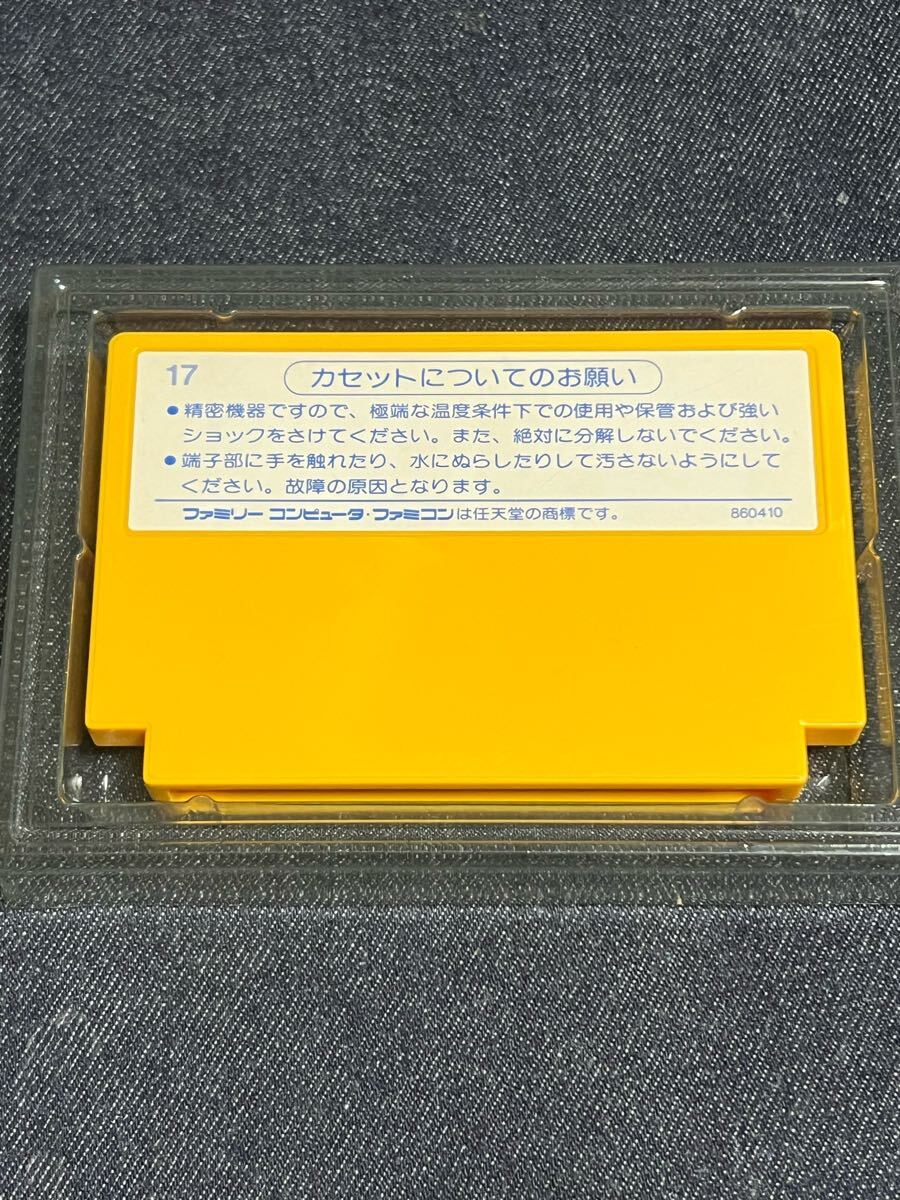 17
カセットについてのお願い
●精密機器ですので、極端な温度条件下での使用や保管および強い
ショックをさけてください。また、絶対に分解しないでください。
●端子部に手を触れたり、水にぬらしたりして汚さないようにして
ください。故障の原因となります。
ファミリー コンピュータ・ファミコンは任天堂の商標です。 860410